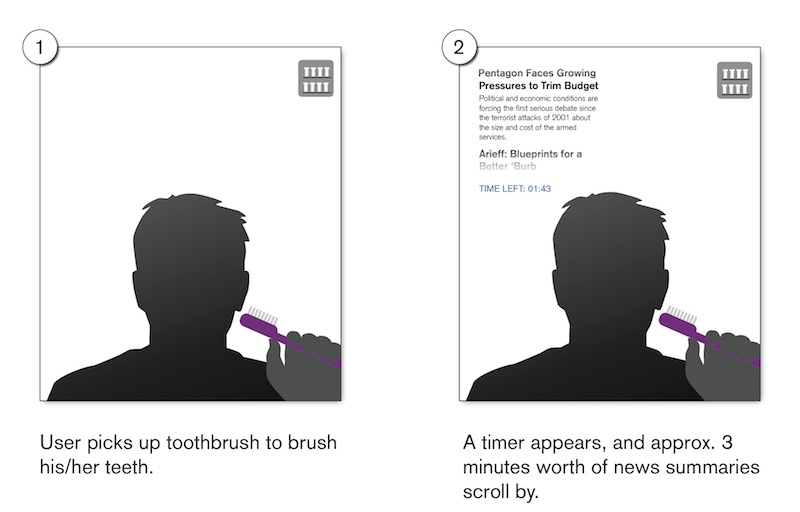 1
User picks up toothbrush to brush
his/her teeth.
2
Pentagon Faces Growing
Pressures to Trim Budget
Political and economic conditions are
forcing the first serious debate since
the terrorist attacks of 2001 about
the size and cost of the armed
services.
Arieff: Blueprints for a
Better ‘Burb
TIME LEFT: 01:43
A timer appears, and approx. 3
minutes worth of news summaries
scroll by.